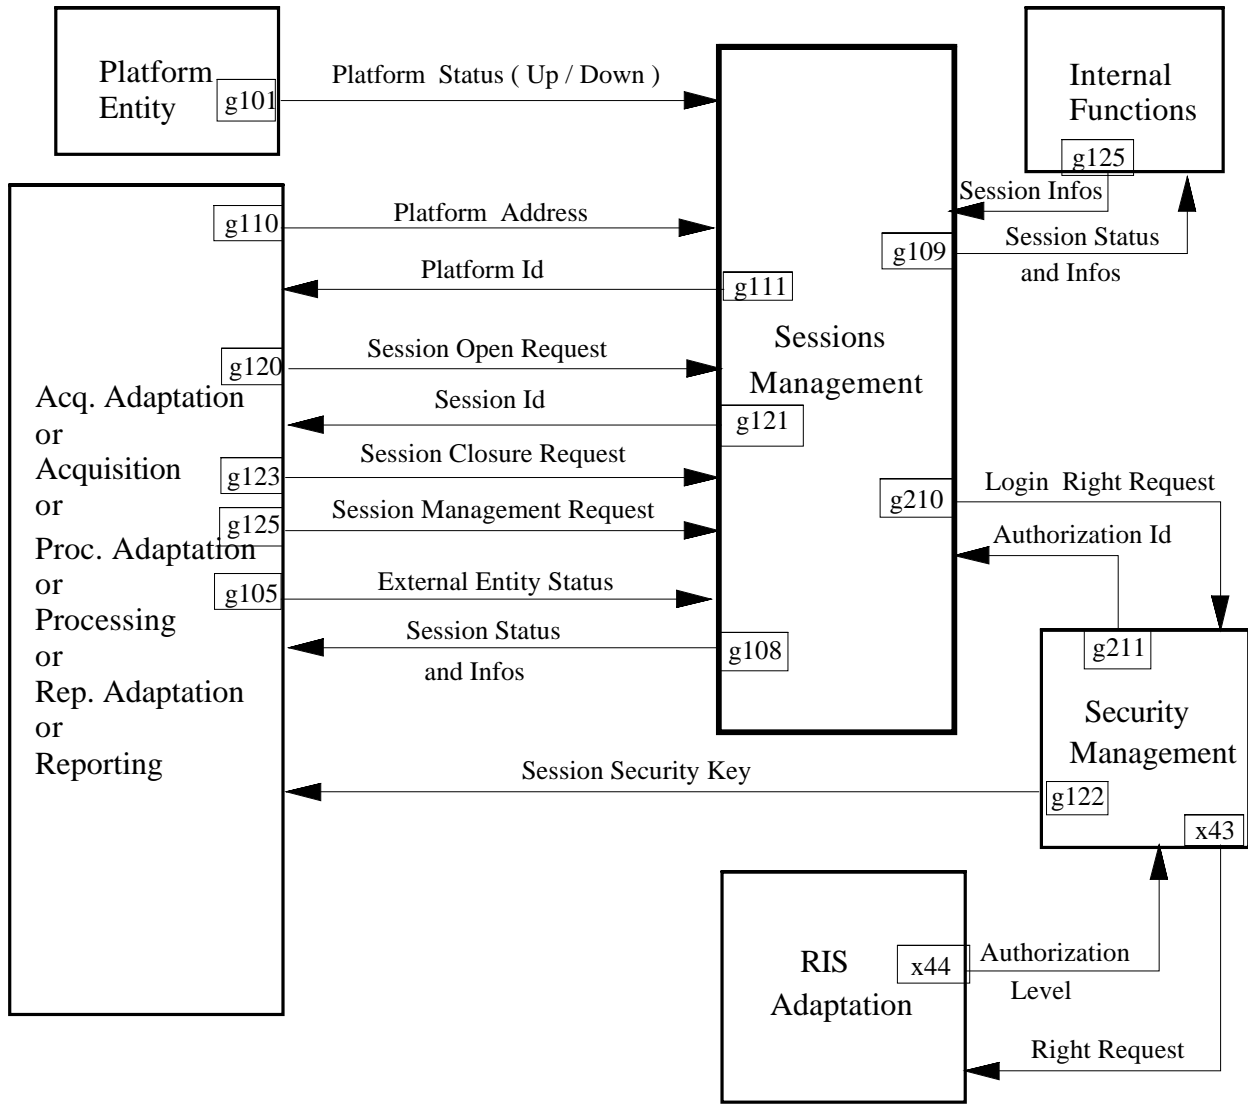 Platform
Entity
g101
Platform Status ( Up / Down )
Internal
Functions
g125
Session Infos
g109
Session Status
and Infos
g110
Platform Address
Platform Id
g111
Sessions
Management
g120
Session Open Request
Session Id
g121
Acq. Adaptation
or
Acquisition
or
Proc. Adaptation
or
Processing
or
Rep. Adaptation
or
Reporting
g123
Session Closure Request
g125
Session Management Request
g105
External Entity Status
Session Status
and Infos
g108
g210
Login Right Request
Authorization Id
g211
Security
Management
g122
x43
Session Security Key
RIS
Adaptation
x44
Authorization
Level
Right Request